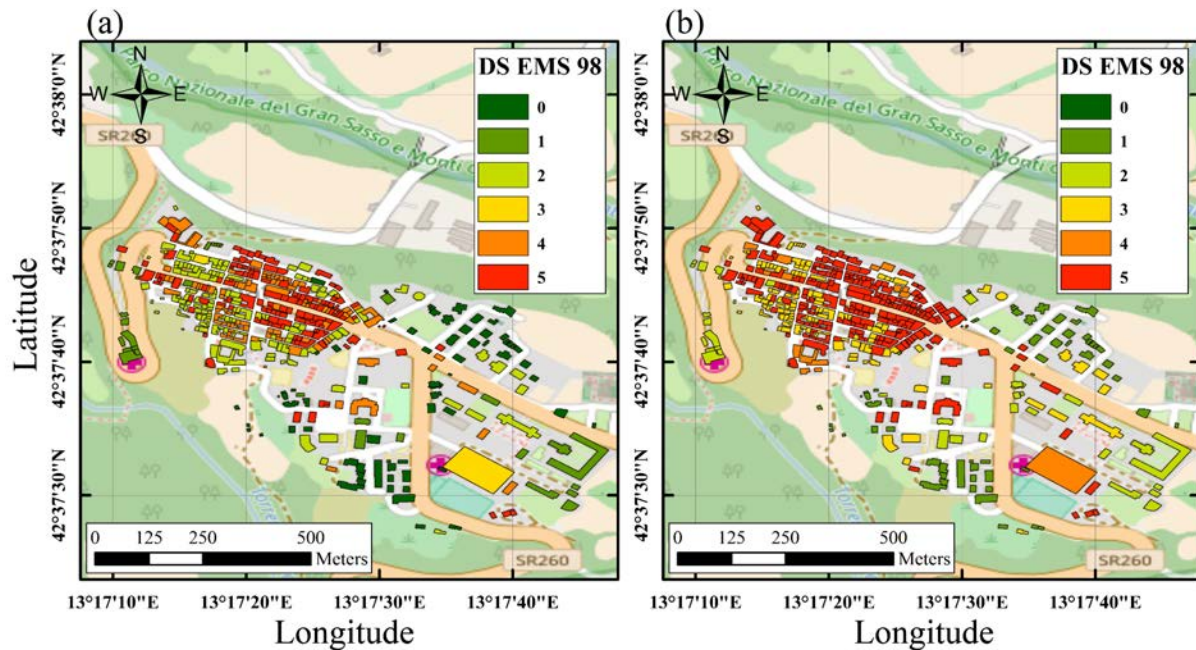 (a)
(b)
DS EMS 98
0
1
2
3
4
5
DS EMS 98
0
1
2
3
4
5
N
W E
S
N
W E
S
SR260
SR260
Parco Nazionale del Gran Sasso e Monti
Parco Nazionale del Gran Sasso e Monti
42°38'0"N
42°37'50"N
42°37'40"N
42°37'30"N
42°38'0"N
42°37'50"N
42°37'40"N
42°37'30"N
Latitude
Torre
0 125 250 500
Meters
SR260
0 125 250 500
Meters
SR260
13°17'10"E 13°17'20"E 13°17'30"E 13°17'40"E
13°17'10"E 13°17'20"E 13°17'30"E 13°17'40"E
Longitude
Longitude